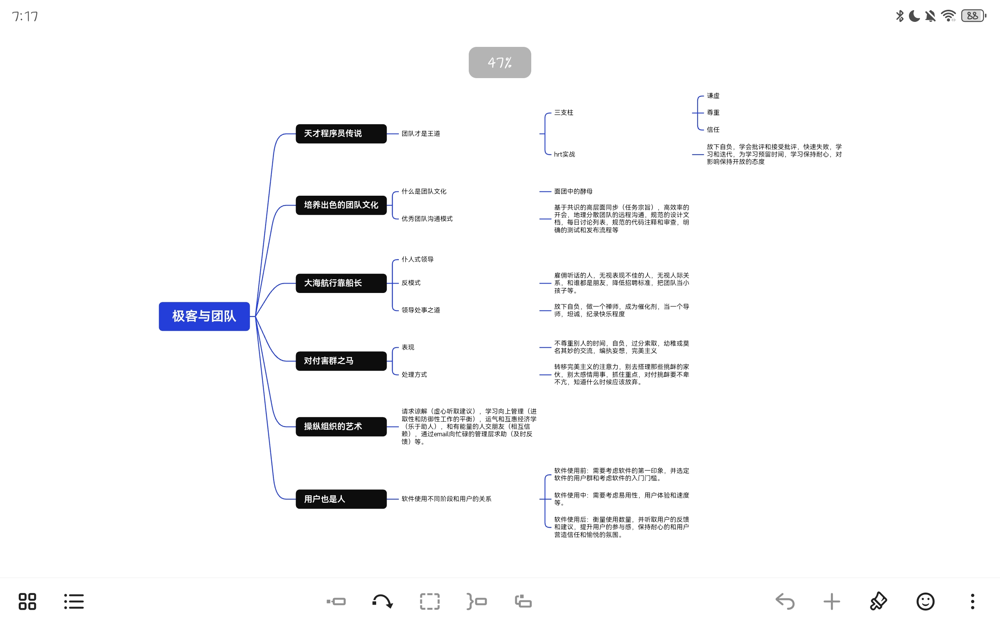 7:17
88
47%
极客与团队
天才程序员传说
团队才是王道
三支柱
谦虚
尊重
信任
hrt实战
放下自负，学会批评和接受批评，快速失败，学
习和迭代，为学习预留时间，学习保持耐心，对
影响保持开放的态度
培养出色的团队文化
什么是团队文化
面团中的酵母
优秀团队沟通模式
基于共识的高层面同步（任务宗旨），高效率的
开会，地理分散团队的远程沟通，规范的设计文
档，每日讨论列表，规范的代码注释和审查，明
确的测试和发布流程等
大海航行靠船长
仆人式领导
反模式
雇佣听话的人，无视表现不佳的人，无视人际关
系，和谁都是朋友，降低招聘标准，把团队当小
孩子等。
领导处事之道
放下自负，做一个禅师，成为催化剂，当一个导
师，坦诚，纪录快乐程度
对付害群之马
表现
不尊重别人的时间，自负，过分索取，幼稚或莫
名其妙的交流，编执妄想，完美主义
处理方式
转移完美主义的注意力，别去搭理那些挑衅的家
伙，别太感情用事，抓住重点，对付挑衅要不卑
不亢，知道什么时候应该放弃。
操纵组织的艺术
请求谅解（虚心听取建议），学习向上管理（进
取性和防御性工作的平衡），运气和互惠经济学
（乐于助人），和有能量的人交朋友（相互信
赖），通过email向忙碌的管理层求助（及时反
馈）等。
用户也是人
软件使用不同阶段和用户的关系
软件使用前：需要考虑软件的第一印象，并选定
软件的用户群和考虑软件的入门门槛。
软件使用中：需要考虑易用性，用户体验和速度
等。
软件使用后：衡量使用数量，并听取用户的反馈
和建议，提升用户的参与感，保持耐心的和用户
营造信任和愉悦的氛围。